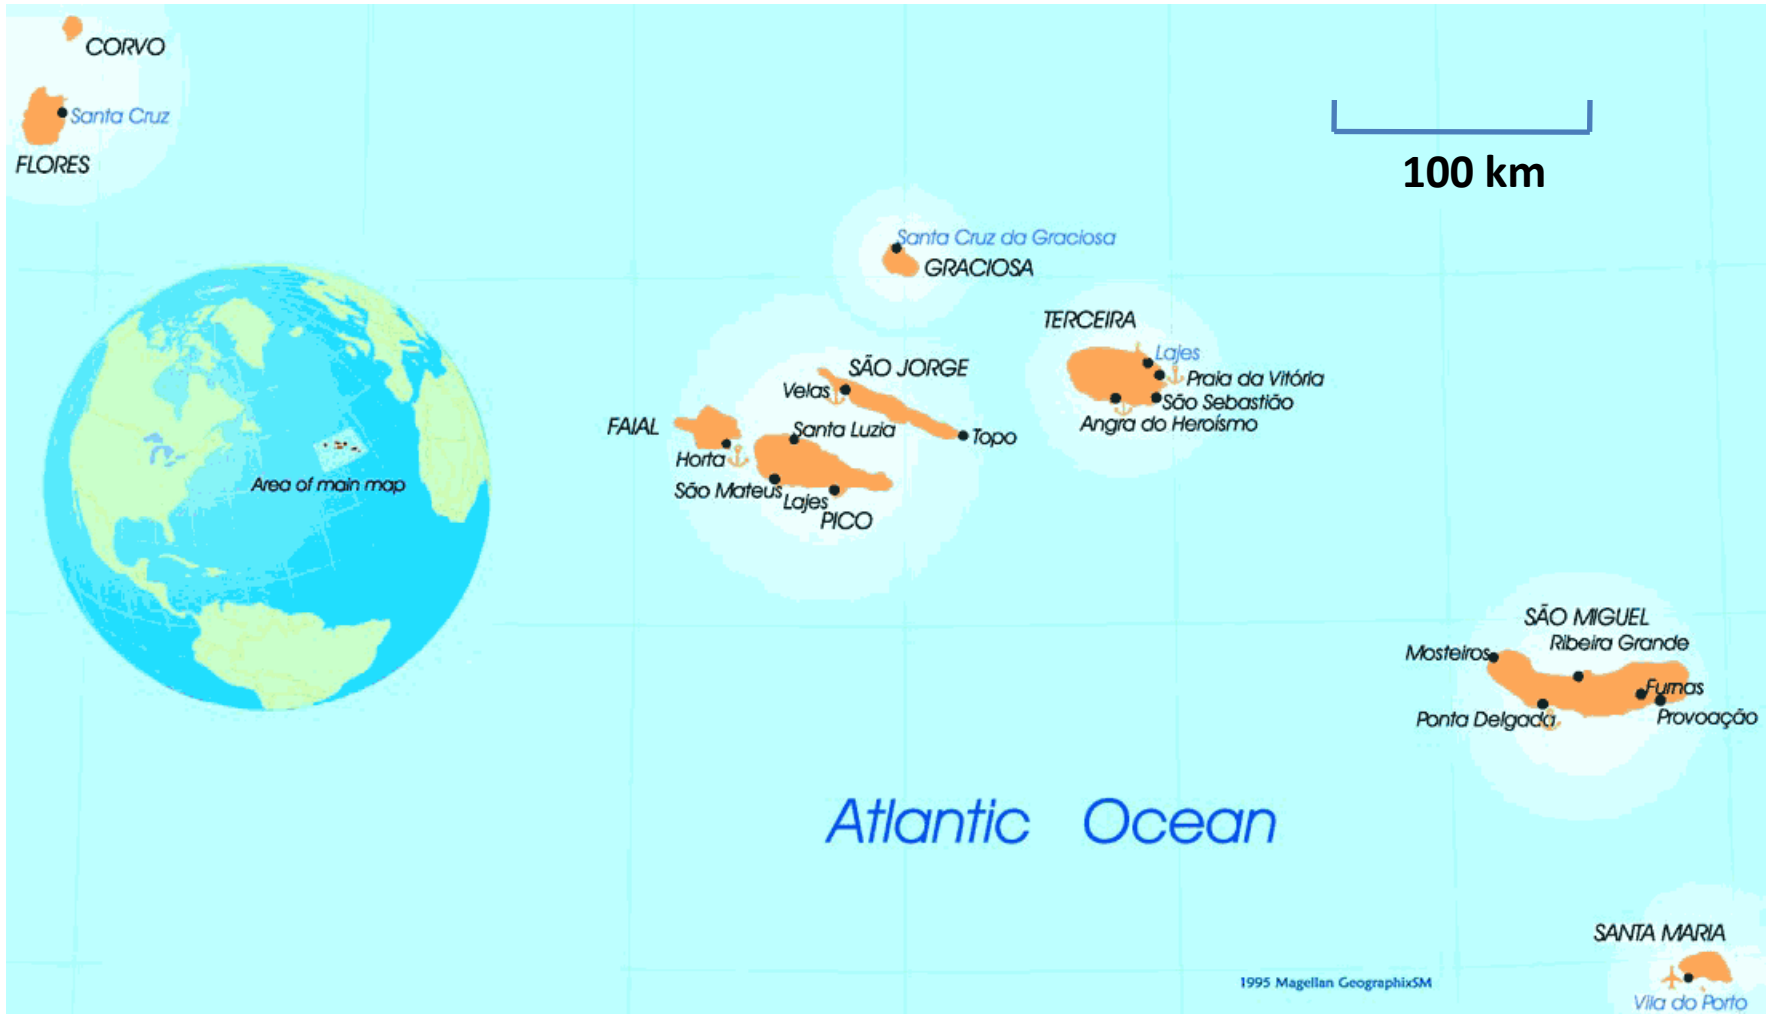 CORVO
Santa Cruz
FLORES
100 km
Santa Cruz da Graciosa
GRACIOSA
TERCEIRA
Lajes
Praia da Vitória
São Sebastião
Angra do Heroísmo
SÃO JORGE
Velas
Topo
FAIAL
Santa Luzia
Horta
São Mateus
Lajes
PICO
Area of main map
SÃO MIGUEL
Ribeira Grande
Mosteiros
Furnas
Ponta Delgada
Provoação
Atlantic Ocean
SANTA MARIA
Vila do Porto
1995 Magellan GeographixSM